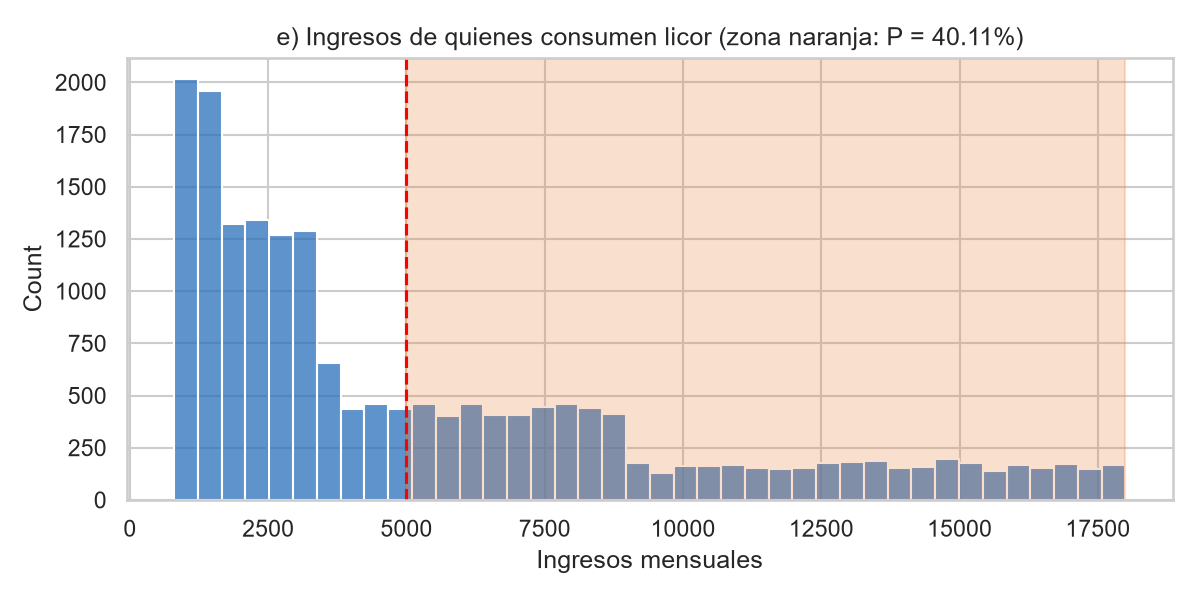 e) Ingresos de quienes consumen licor (zona naranja: P = 40.11%)
2000
1750
1500
1250
1000
750
500
250
0
Count
0 2500 5000 7500 10000 12500 15000 17500
Ingresos mensuales